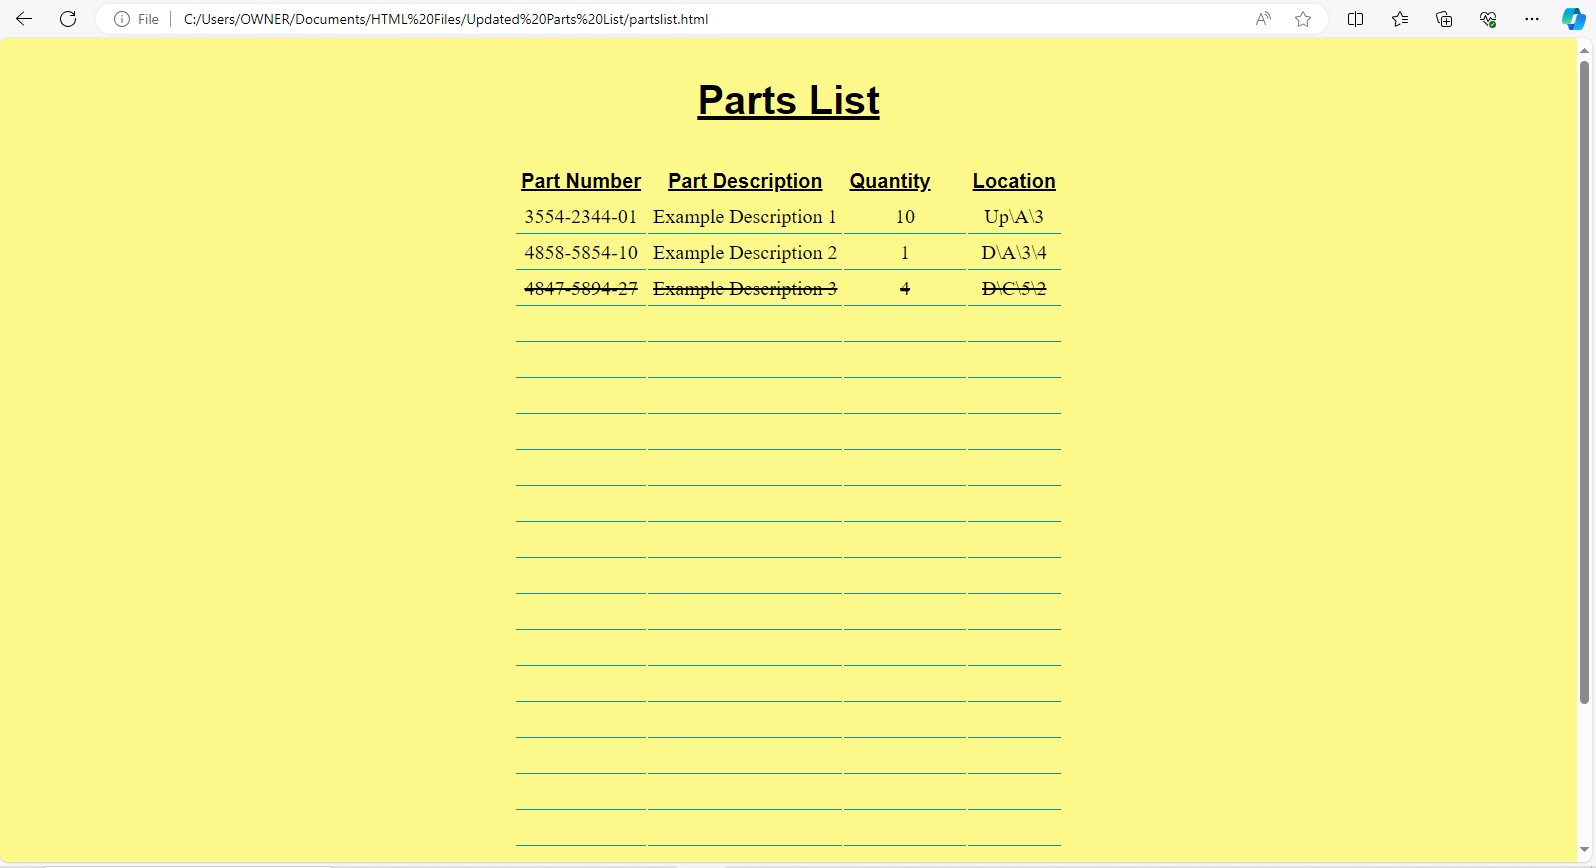 File C:/Users/OWNER/Documents/HTML%20Files/Updated%20Parts%20List/partslist.html
Parts List
Part Number Part Description Quantity Location
3554-2344-01 Example Description 1 10 Up\A\3
4858-5854-10 Example Description 2 1 D\A\3\4
4847-5894-27 Example Description 3 4 D\C\5\2